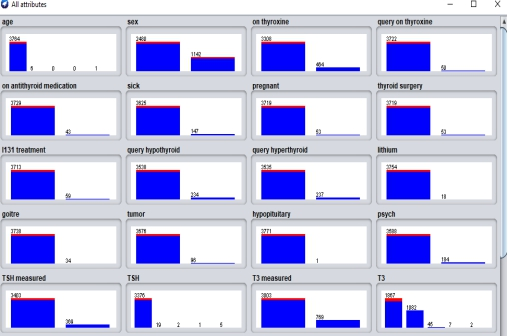 All attributes
age sex on thyroxine query on thyroxine
3764 5 0 0 1
1142
3308 464
3722 50
on antithyroid medication sick pregnant thyroid surgery
3729 43
3625 147
3719 53
3719 53
I131 treatment query hypothyroid query hyperthyroid lithium
3713 59
3538 234
3535 237
3754 18
goitre tumor hypopituitary psych
3738 34
3676 96
3771 1
3588 184
TSH measured TSH T3 measured T3
3403 369
3376 19 2 1 5
3003 769
1867 45 7 2